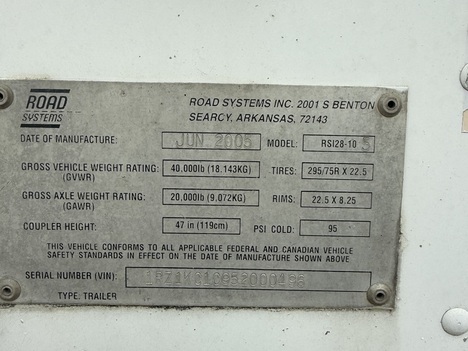 ROAD
SYSTEMS
ROAD SYSTEMS INC. 2001 S BENTON
SEARCY, ARKANSAS, 72143
DATE OF MANUFACTURE: JUN 2005 MODEL: RSI28-10 5
GROSS VEHICLE WEIGHT RATING: 40,000lb (18.143KG) TIRES: 295/75R X 22.5
(GVWR)
GROSS AXLE WEIGHT RATING: 20,000lb (9.072KG) RIMS: 22.5 X 8.25
(GAWR)
COUPLER HEIGHT: 47 in (119cm) PSI COLD: 95
THIS VEHICLE CONFORMS TO ALL APPLICABLE FEDERAL AND CANADIAN VEHICLE
SAFETY STANDARDS IN EFFECT ON THE DATE OF MANUFACTURE SHOWN ABOVE
SERIAL NUMBER (VIN):
TYPE: TRAILER